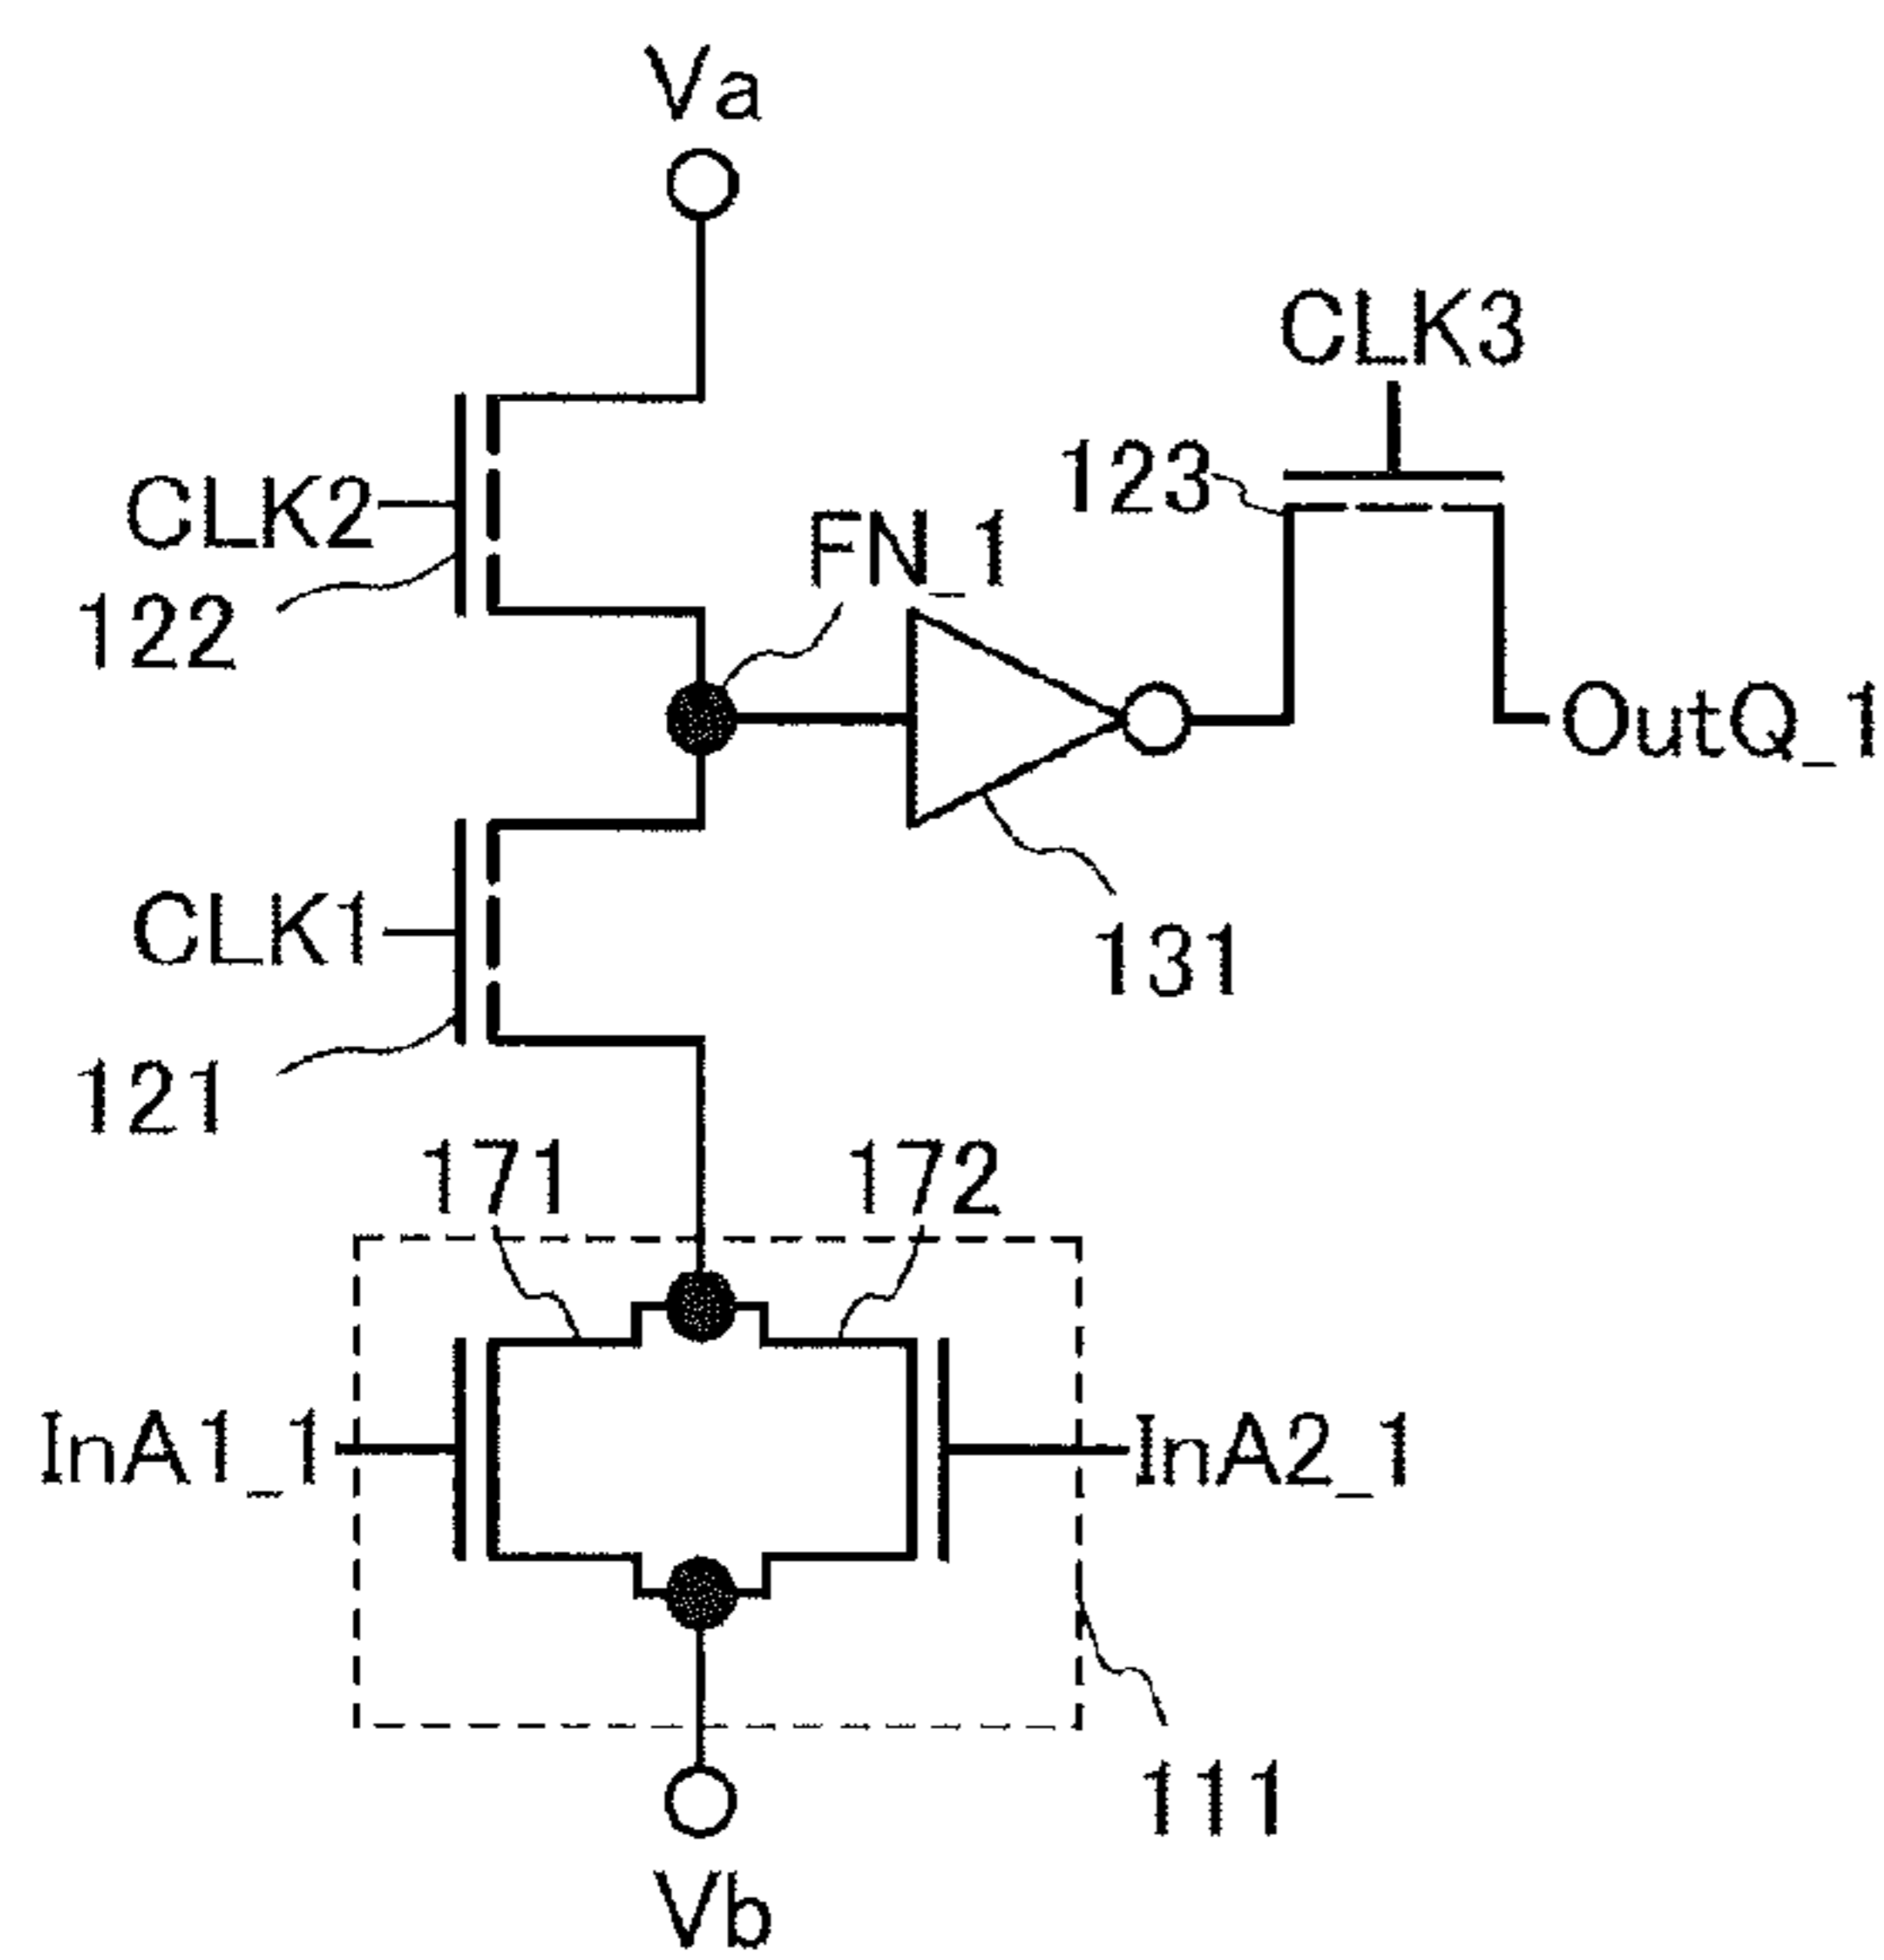 Va
CLK3
CLK2
123
FN_1
122
OutQ_1
CLK1
131
121
171
172
InA1_1
InA2_1
111
Vb